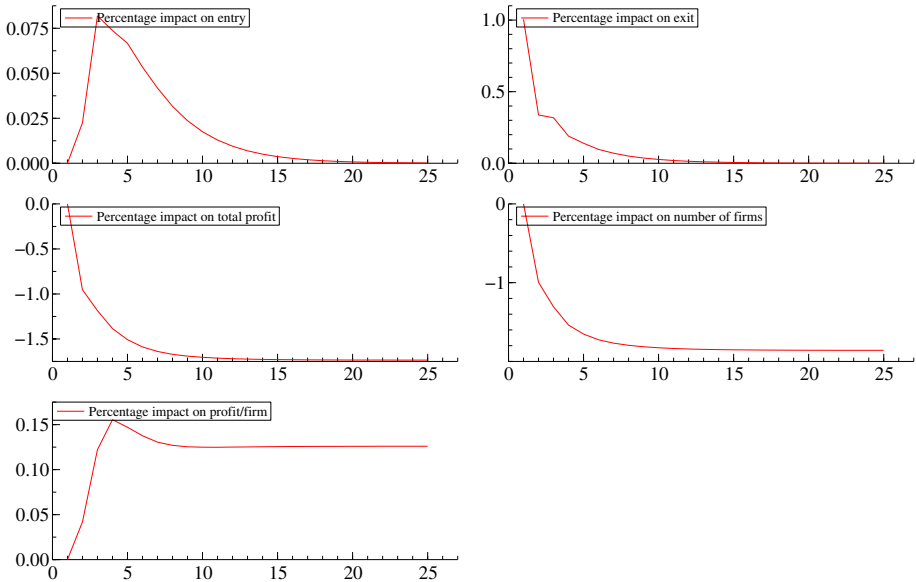 Percentage impact on entry
0.075
0.050
0.025
0.000
0 5 10 15 20 25
Percentage impact on exit
1.0
0.5
0.0
0 5 10 15 20 25
Percentage impact on total profit
0.0
−0.5
−1.0
−1.5
0 5 10 15 20 25
Percentage impact on number of firms
0
−1
0 5 10 15 20 25
Percentage impact on profit/firm
0.15
0.10
0.05
0.00
0 5 10 15 20 25